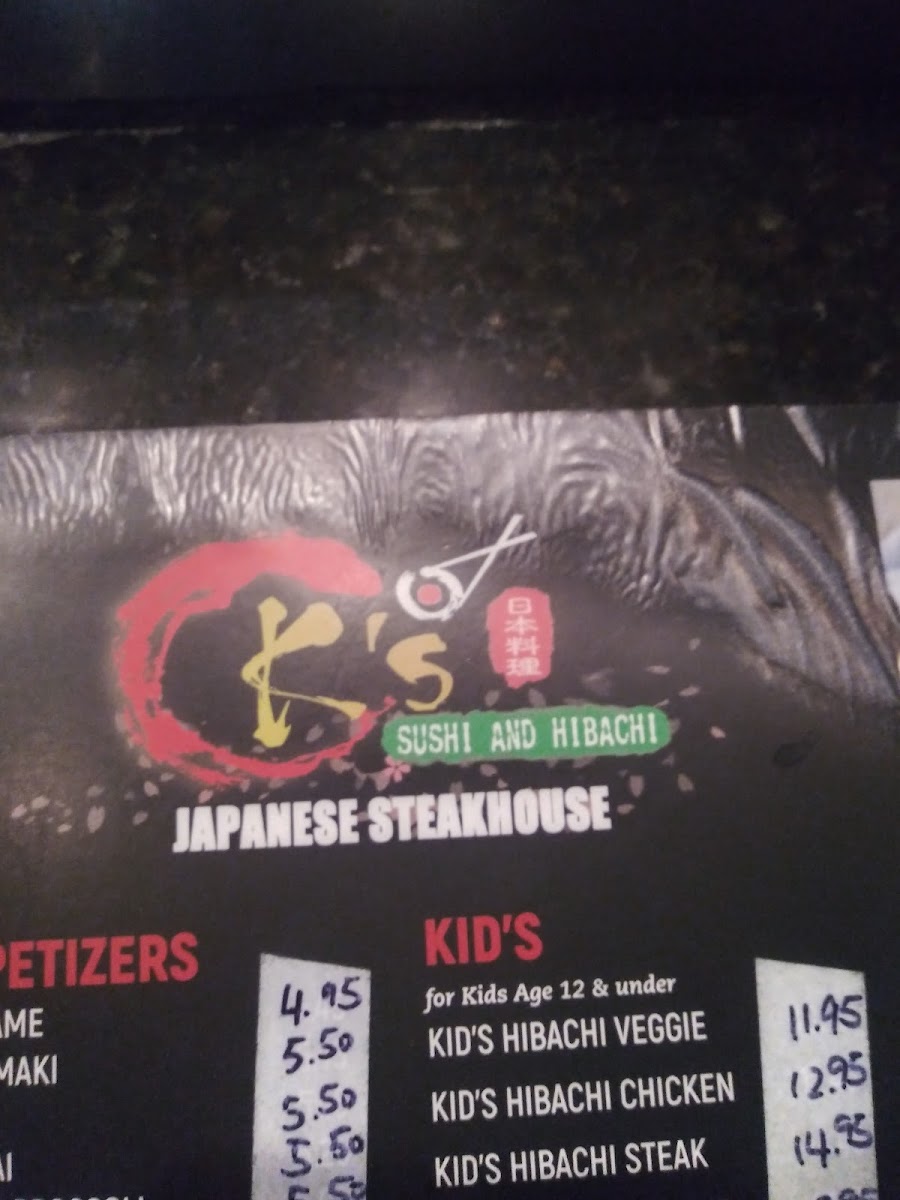 K's
日本料理
SUSHI AND HIBACHI
JAPANESE STEAKHOUSE
PETIZERS
AME 4.95
MAKI 5.50
5.50
AI 5.50
5.50
KID'S
for Kids Age 12 & under
KID'S HIBACHI VEGGIE 11.95
KID'S HIBACHI CHICKEN 12.95
KID'S HIBACHI STEAK 14.95